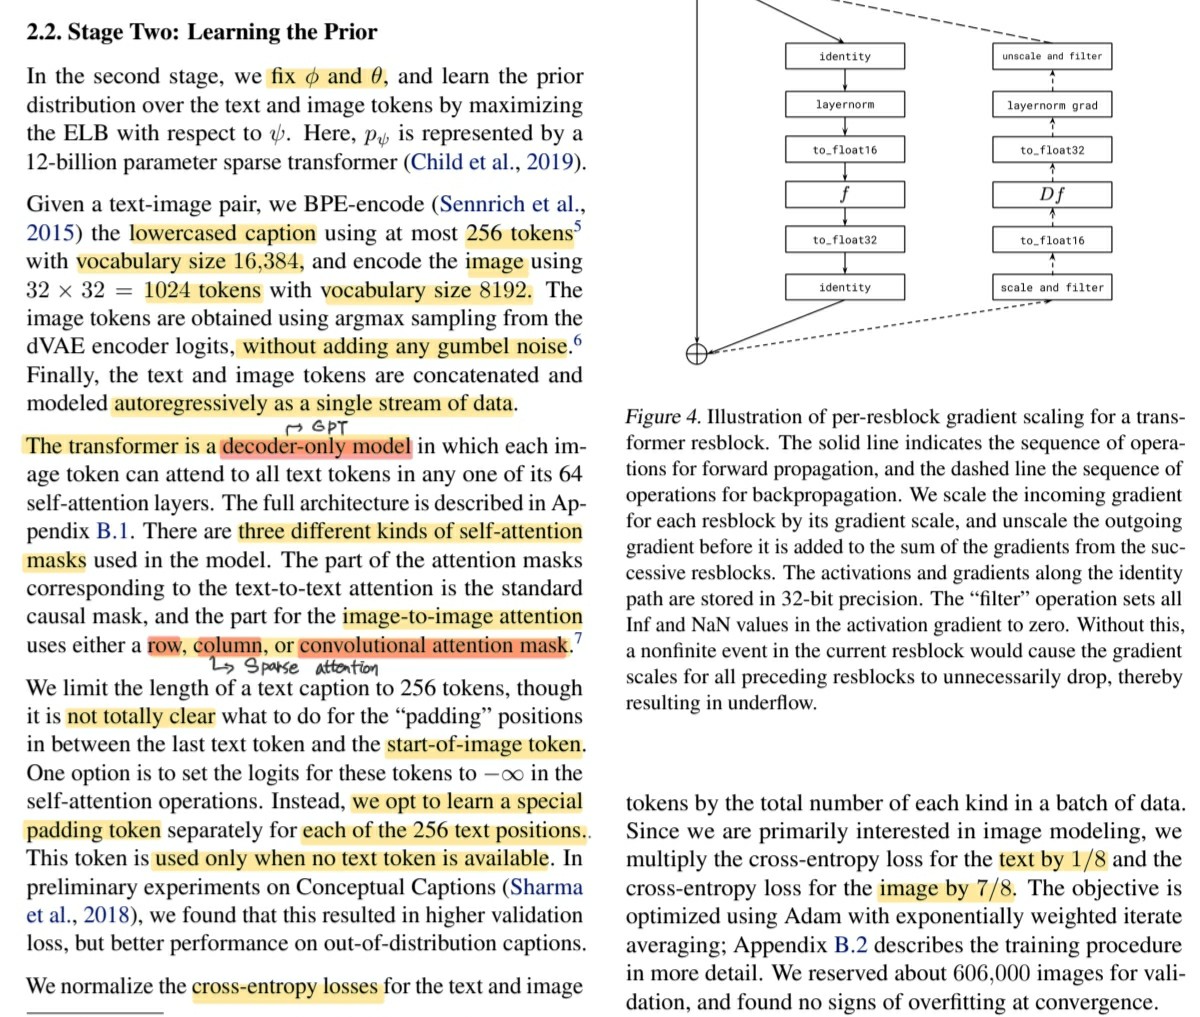 2.2. Stage Two: Learning the Prior
In the second stage, we fix ϕ and θ, and learn the prior
distribution over the text and image tokens by maximizing
the ELB with respect to ψ. Here, pψ is represented by a
12-billion parameter sparse transformer (Child et al., 2019).
Given a text-image pair, we BPE-encode (Sennrich et al.,
2015) the lowercased caption using at most 256 tokens⁵
with vocabulary size 16,384, and encode the image using
32 × 32 = 1024 tokens with vocabulary size 8192. The
image tokens are obtained using argmax sampling from the
dVAE encoder logits, without adding any gumbel noise.⁶
Finally, the text and image tokens are concatenated and
modeled autoregressively as a single stream of data.
↦ GPT
The transformer is a decoder-only model in which each im-
age token can attend to all text tokens in any one of its 64
self-attention layers. The full architecture is described in Ap-
pendix B.1. There are three different kinds of self-attention
masks used in the model. The part of the attention masks
corresponding to the text-to-text attention is the standard
causal mask, and the part for the image-to-image attention
uses either a row, column, or convolutional attention mask.⁷
↳ Sparse attention
We limit the length of a text caption to 256 tokens, though
it is not totally clear what to do for the “padding” positions
in between the last text token and the start-of-image token.
One option is to set the logits for these tokens to −∞ in the
self-attention operations. Instead, we opt to learn a special
padding token separately for each of the 256 text positions.
This token is used only when no text token is available. In
preliminary experiments on Conceptual Captions (Sharma
et al., 2018), we found that this resulted in higher validation
loss, but better performance on out-of-distribution captions.
We normalize the cross-entropy losses for the text and image
identity
layernorm
to_float16
f
to_float32
identity
unscale and filter
layernorm grad
to_float32
Df
to_float16
scale and filter
Figure 4. Illustration of per-resblock gradient scaling for a trans-
former resblock. The solid line indicates the sequence of opera-
tions for forward propagation, and the dashed line the sequence of
operations for backpropagation. We scale the incoming gradient
for each resblock by its gradient scale, and unscale the outgoing
gradient before it is added to the sum of the gradients from the suc-
cessive resblocks. The activations and gradients along the identity
path are stored in 32-bit precision. The “filter” operation sets all
Inf and NaN values in the activation gradient to zero. Without this,
a nonfinite event in the current resblock would cause the gradient
scales for all preceding resblocks to unnecessarily drop, thereby
resulting in underflow.
tokens by the total number of each kind in a batch of data.
Since we are primarily interested in image modeling, we
multiply the cross-entropy loss for the text by 1/8 and the
cross-entropy loss for the image by 7/8. The objective is
optimized using Adam with exponentially weighted iterate
averaging; Appendix B.2 describes the training procedure
in more detail. We reserved about 606,000 images for vali-
dation, and found no signs of overfitting at convergence.